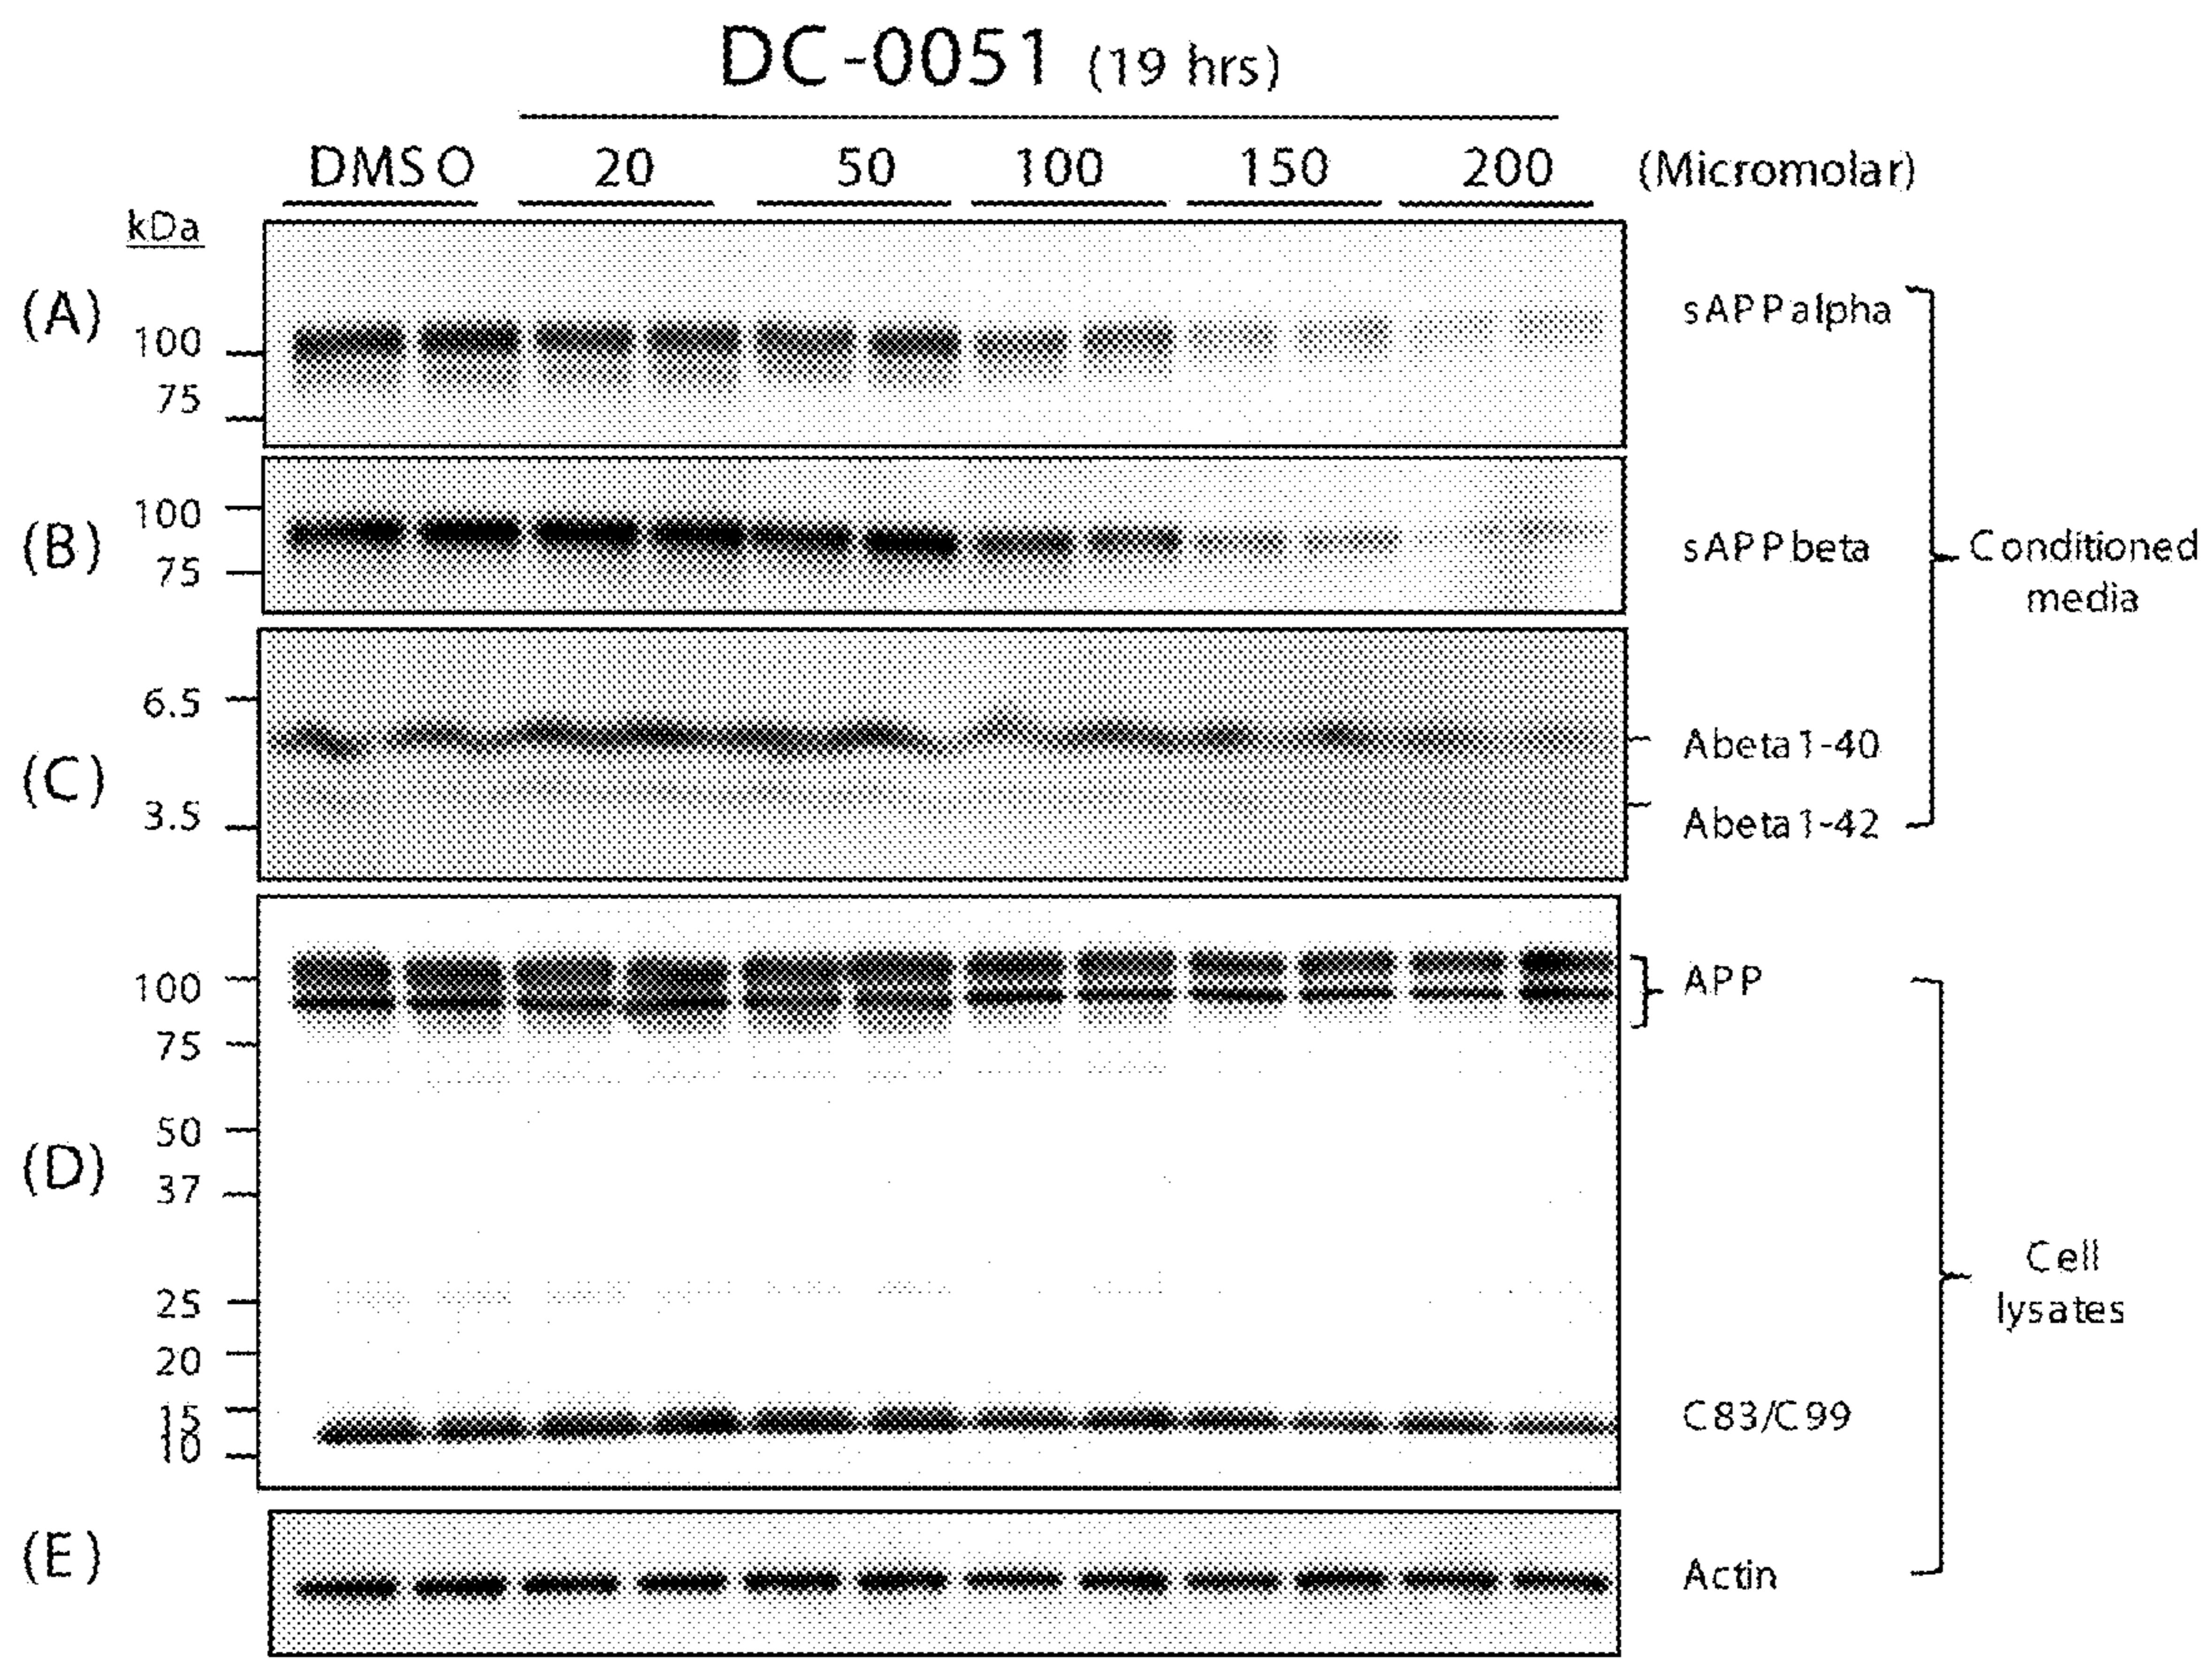 DC-0051 (19 hrs)
DMSO 20 50 100 150 200 (Micromolar)
kDa
(A)
100
75
sAPPalpha
(B)
100
75
sAPPbeta
Conditioned
media
(C)
6.5
3.5
Abeta1-40
Abeta1-42
(D)
100
75
50
37
25
20
15
10
APP
C83/C99
Cell
lysates
(E)
Actin